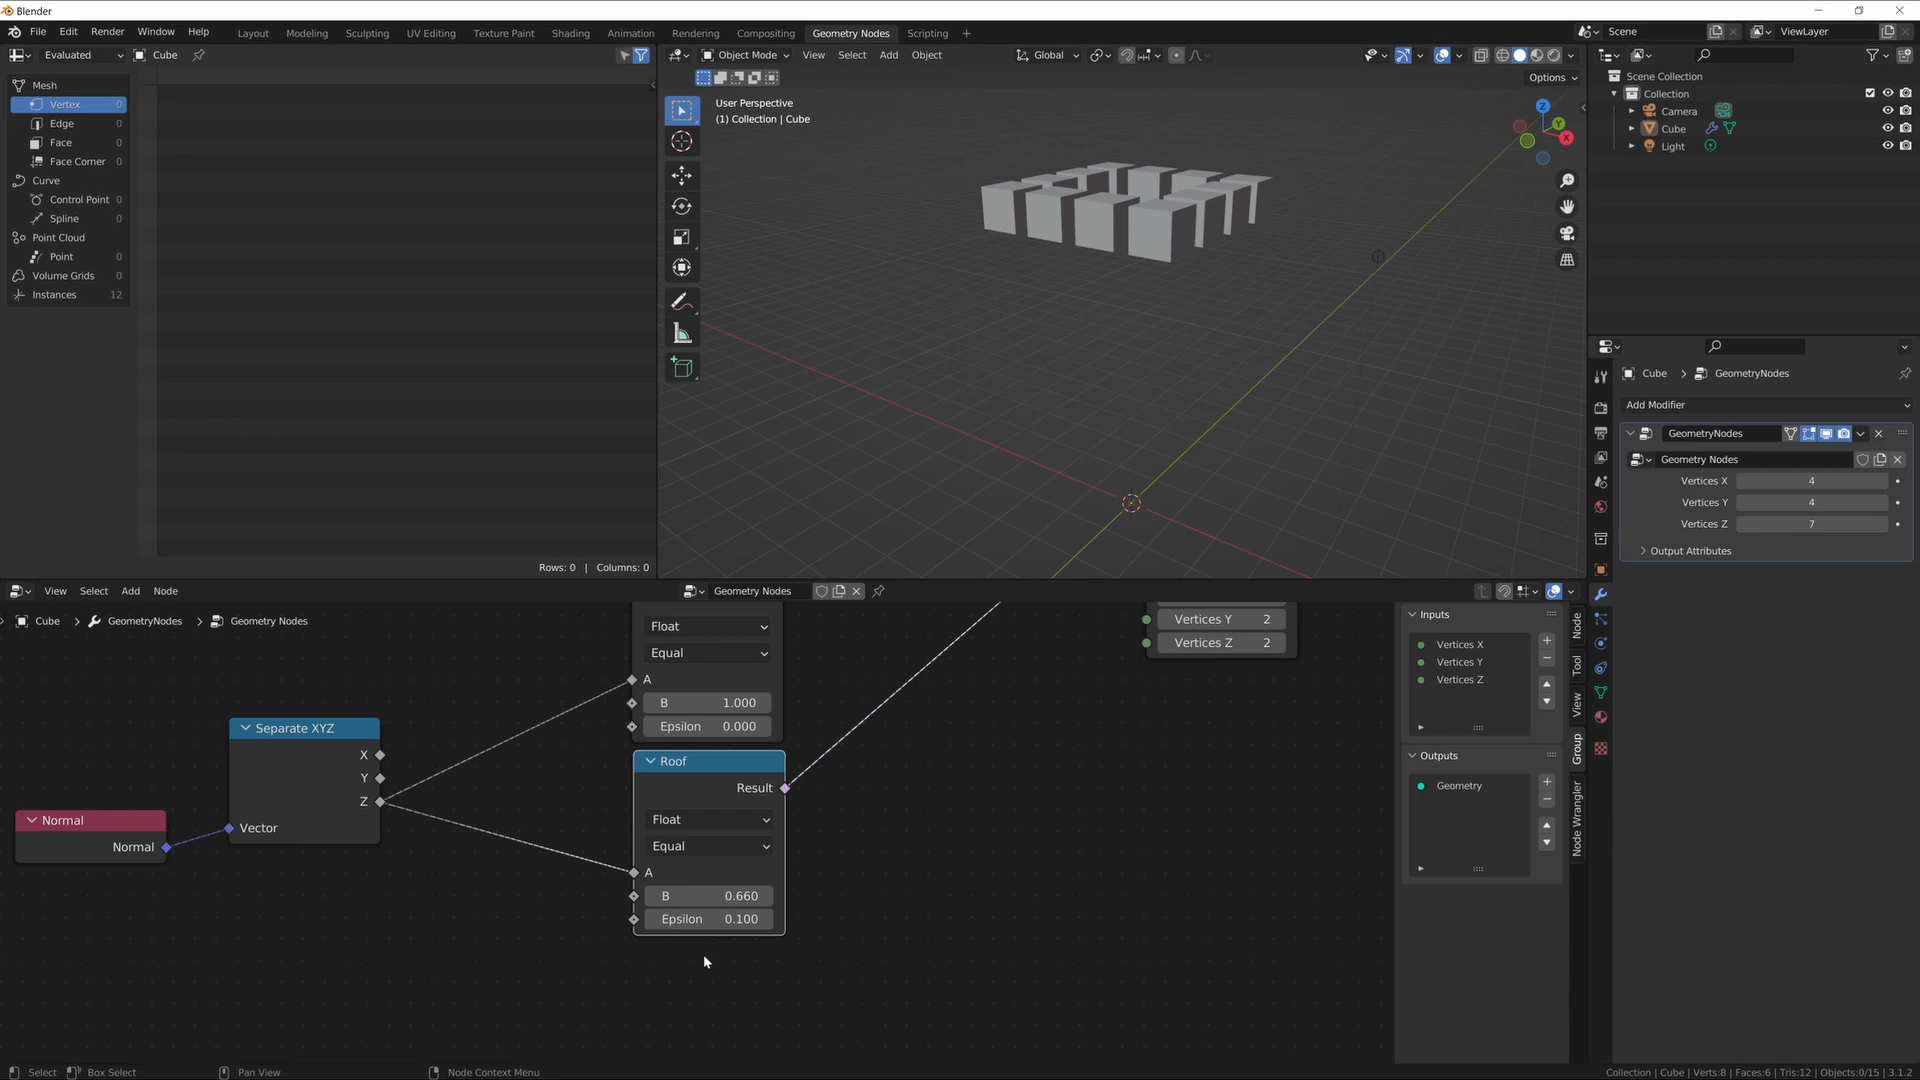 Blender
File Edit Render Window Help Layout Modeling Sculpting UV Editing Texture Paint Shading Animation Rendering Compositing Geometry Nodes Scripting + Scene ViewLayer
Evaluated Cube
Mesh
Vertex 0
Edge 0
Face 0
Face Corner 0
Curve
Control Point 0
Spline 0
Point Cloud
Point 0
Volume Grids 0
Instances 12
Rows: 0 | Columns: 0
Object Mode View Select Add Object Global
Options
User Perspective
(1) Collection | Cube
Z
Y
X
Scene Collection
Collection
Camera
Cube
Light
Cube > GeometryNodes
Add Modifier
GeometryNodes
Geometry Nodes
Vertices X 4
Vertices Y 4
Vertices Z 7
Output Attributes
View Select Add Node Geometry Nodes
Cube > GeometryNodes > Geometry Nodes
Normal
Normal
Separate XYZ
X
Y
Z
Vector
Float
Equal
A
B 1.000
Epsilon 0.000
Roof
Result
Float
Equal
A
B 0.660
Epsilon 0.100
Vertices Y 2
Vertices Z 2
Inputs
Vertices X
Vertices Y
Vertices Z
Outputs
Geometry
Node
Tool
View
Group
Node Wrangler
Select Box Select Pan View Node Context Menu
Collection | Cube | Verts:8 | Faces:6 | Tris:12 | Objects:0/15 | 3.1.2